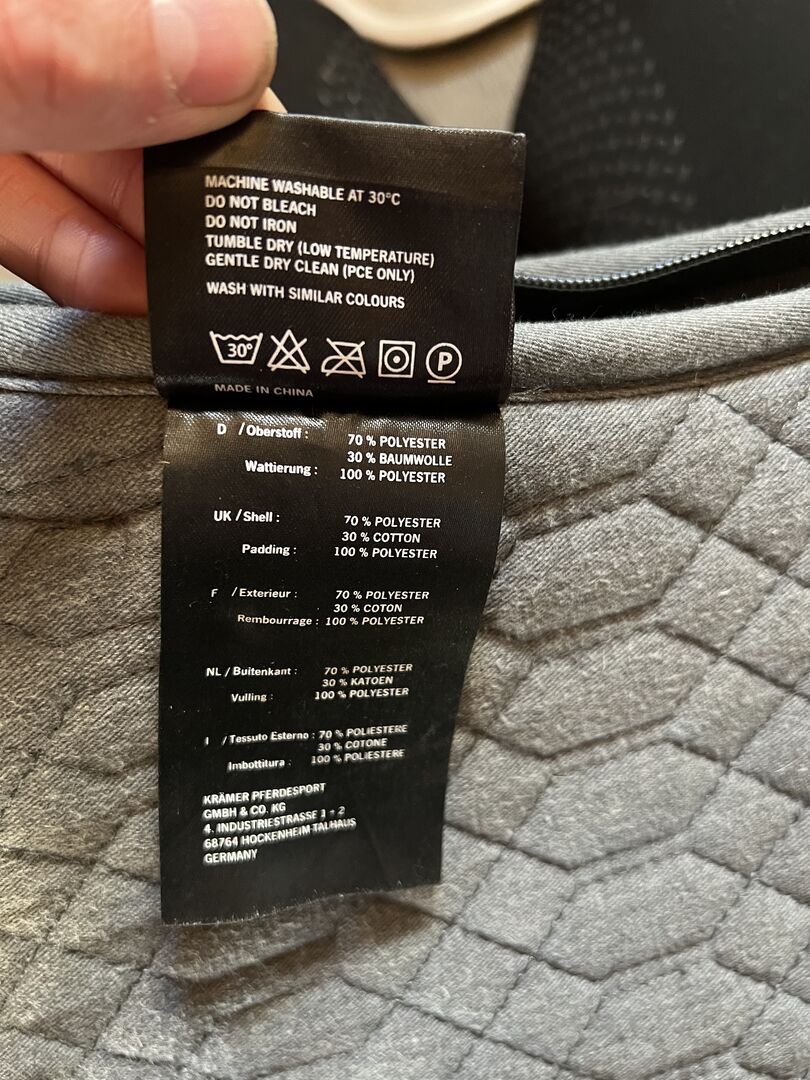 MACHINE WASHABLE AT 30°C
DO NOT BLEACH
DO NOT IRON
TUMBLE DRY (LOW TEMPERATURE)
GENTLE DRY CLEAN (PCE ONLY)
WASH WITH SIMILAR COLOURS
30° P
MADE IN CHINA
D /Oberstoff : 70 % POLYESTER
30 % BAUMWOLLE
Wattierung : 100 % POLYESTER
UK / Shell : 70 % POLYESTER
30 % COTTON
Padding : 100 % POLYESTER
F /Exterieur : 70 % POLYESTER
30 % COTON
Rembourrage : 100 % POLYESTER
NL / Buitenkant : 70 % POLYESTER
30 % KATOEN
Vulling : 100 % POLYESTER
I / Tessuto Esterno : 70 % POLIESTERE
30 % COTONE
Imbottitura : 100 % POLIESTERE
KRÄMER PFERDESPORT
GMBH & CO. KG
4. INDUSTRIESTRASSE 1 - 2
68764 HOCKENHEIM TALHAUS
GERMANY